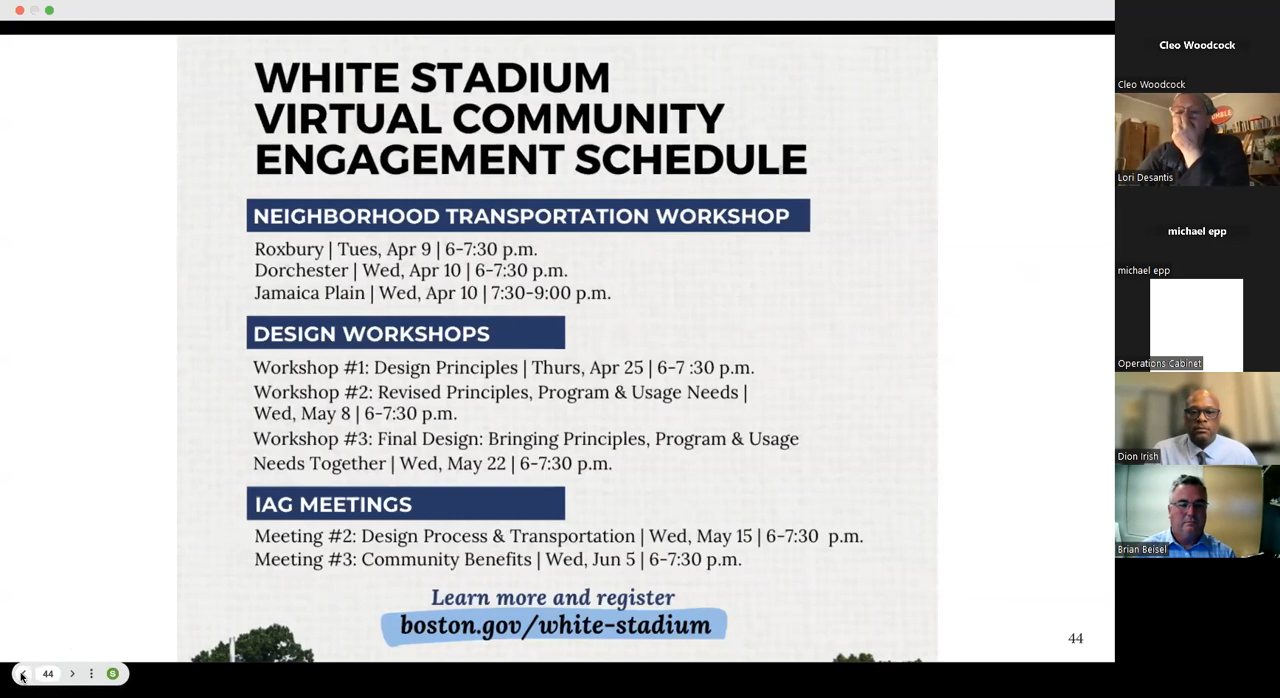 WHITE STADIUM
VIRTUAL COMMUNITY
ENGAGEMENT SCHEDULE
NEIGHBORHOOD TRANSPORTATION WORKSHOP
Roxbury | Tues, Apr 9 | 6-7:30 p.m.
Dorchester | Wed, Apr 10 | 6-7:30 p.m.
Jamaica Plain | Wed, Apr 10 | 7:30-9:00 p.m.
DESIGN WORKSHOPS
Workshop #1: Design Principles | Thurs, Apr 25 | 6-7 :30 p.m.
Workshop #2: Revised Principles, Program & Usage Needs |
Wed, May 8 | 6-7:30 p.m.
Workshop #3: Final Design: Bringing Principles, Program & Usage
Needs Together | Wed, May 22 | 6-7:30 p.m.
IAG MEETINGS
Meeting #2: Design Process & Transportation | Wed, May 15 | 6-7:30 p.m.
Meeting #3: Community Benefits | Wed, Jun 5 | 6-7:30 p.m.
Learn more and register
boston.gov/white-stadium
44
44
S
Cleo Woodcock
Cleo Woodcock
Lori Desantis
michael epp
michael epp
Operations Cabinet
Dion Irish
Brian Beisel